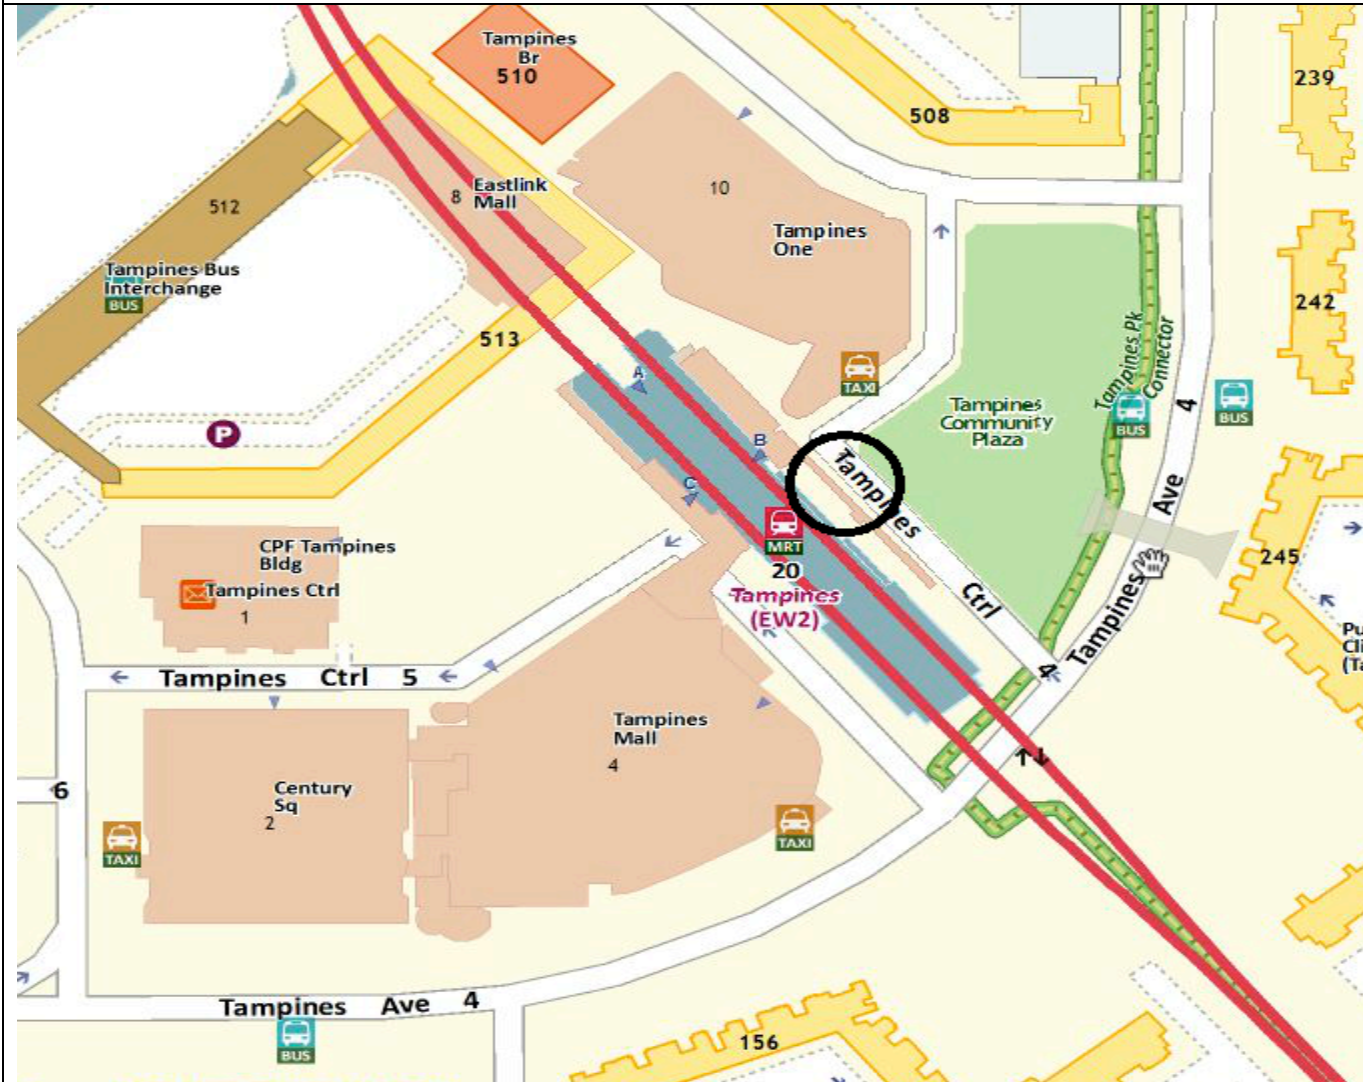 Tampines
Br
510
508
239
10
Eastlink
Mall
8
512
Tampines
One
Tampines Bus
Interchange
BUS
242
513
Tampines Pk
Connector
TAXI
A
4
BUS
BUS
Tampines
Community
Plaza
P
B
Tampines
C
Ave
MRT
20
Tampines
(EW2)
CPF Tampines
Bldg
Tampines Ctrl
1
245
Ctrl
Tampines
4
Tampines Ctrl 5
Tampines
Mall
4
Century
Sq
2
6
TAXI
TAXI
Tampines Ave 4
BUS
156